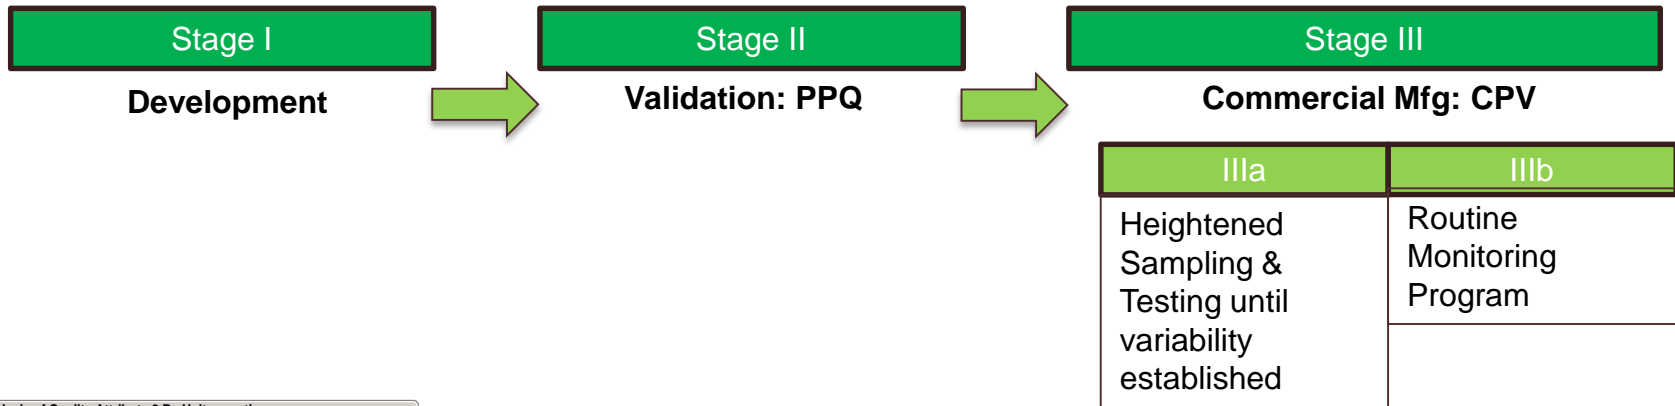 Stage I
Stage II
Stage III
Development
Validation: PPQ
Commercial Mfg: CPV
IIIa
IIIb
Heightened
Sampling &
Testing until
variability
established
Routine
Monitoring
Program